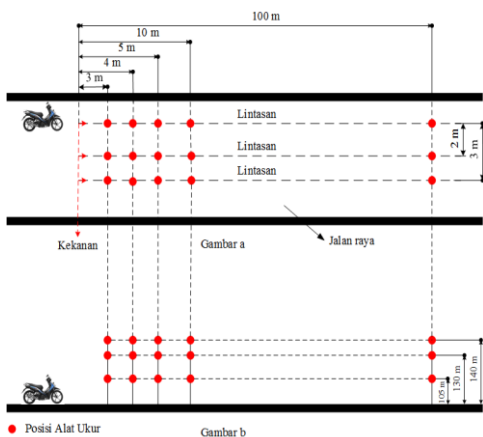 100 m
10 m
5 m
4 m
3 m
Lintasan
Lintasan
Lintasan
2 m
3 m
Kekanan
Gambar a
Jalan raya
105 m
130 m
140 m
Posisi Alat Ukur
Gambar b